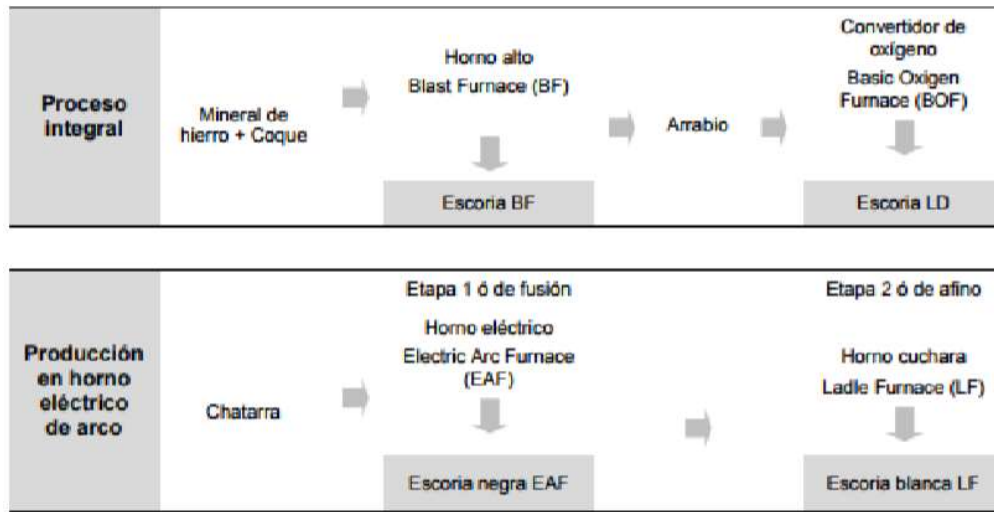 Proceso
integral
Mineral de
hierro + Coque
Horno alto
Blast Furnace (BF)
Escoria BF
Arrabio
Convertidor de
oxígeno
Basic Oxigen
Furnace (BOF)
Escoria LD
Producción
en horno
eléctrico
de arco
Chatarra
Etapa 1 ó de fusión
Horno eléctrico
Electric Arc Furnace
(EAF)
Escoria negra EAF
Etapa 2 ó de afino
Horno cuchara
Ladle Furnace (LF)
Escoria blanca LF